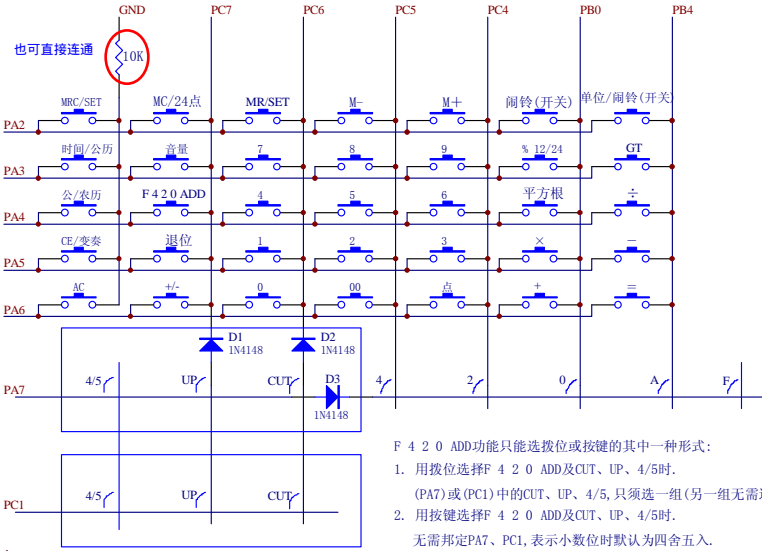 GND PC7 PC6 PC5 PC4 PB0 PB4
也可直接连通
10K
MRC/SET MC/24点 MR/SET M- M+ 闹铃(开关) 单位/闹铃(开关)
PA2
时间/公历 音量 7 8 9 % 12/24 GT
PA3
公/农历 F 4 2 0 ADD 4 5 6 平方根 ÷
PA4
CE/变奏 退位 1 2 3 × -
PA5
AC +/- 0 00 点 + =
PA6
D1 D2
1N4148 1N4148
4/5 UP CUT D3 4 2 0 A F
PA7
1N4148
F 4 2 0 ADD功能只能选拨位或按键的其中一种形式:
1. 用拨位选择F 4 2 0 ADD及CUT、UP、4/5时.
(PA7)或(PC1)中的CUT、UP、4/5,只须选一组(另一组无需
4/5 UP CUT
PC1
2. 用按键选择F 4 2 0 ADD及CUT、UP、4/5时.
无需邦定PA7、PC1,表示小数位时默认为四舍五入.